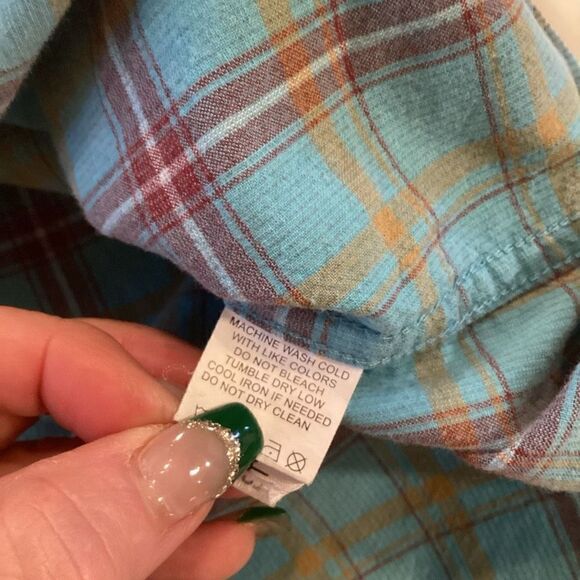 MACHINE WASH COLD
WITH LIKE COLORS
DO NOT BLEACH
TUMBLE DRY LOW
COOL IRON IF NEEDED
DO NOT DRY CLEAN